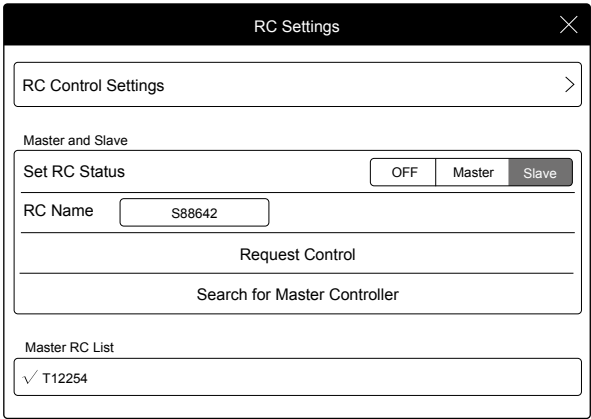 RC Settings
RC Control Settings
Master and Slave
Set RC Status OFF Master Slave
RC Name S88642
Request Control
Search for Master Controller
Master RC List
√ T12254